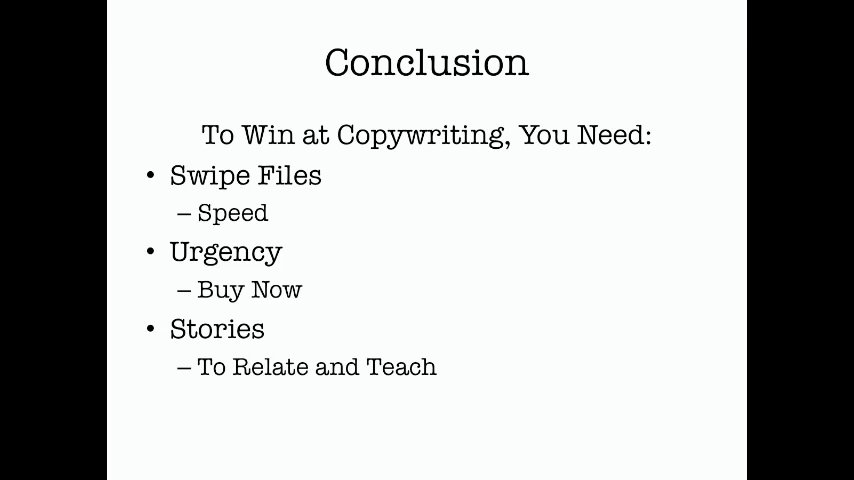 Conclusion
To Win at Copywriting, You Need:
• Swipe Files
– Speed
• Urgency
– Buy Now
• Stories
– To Relate and Teach